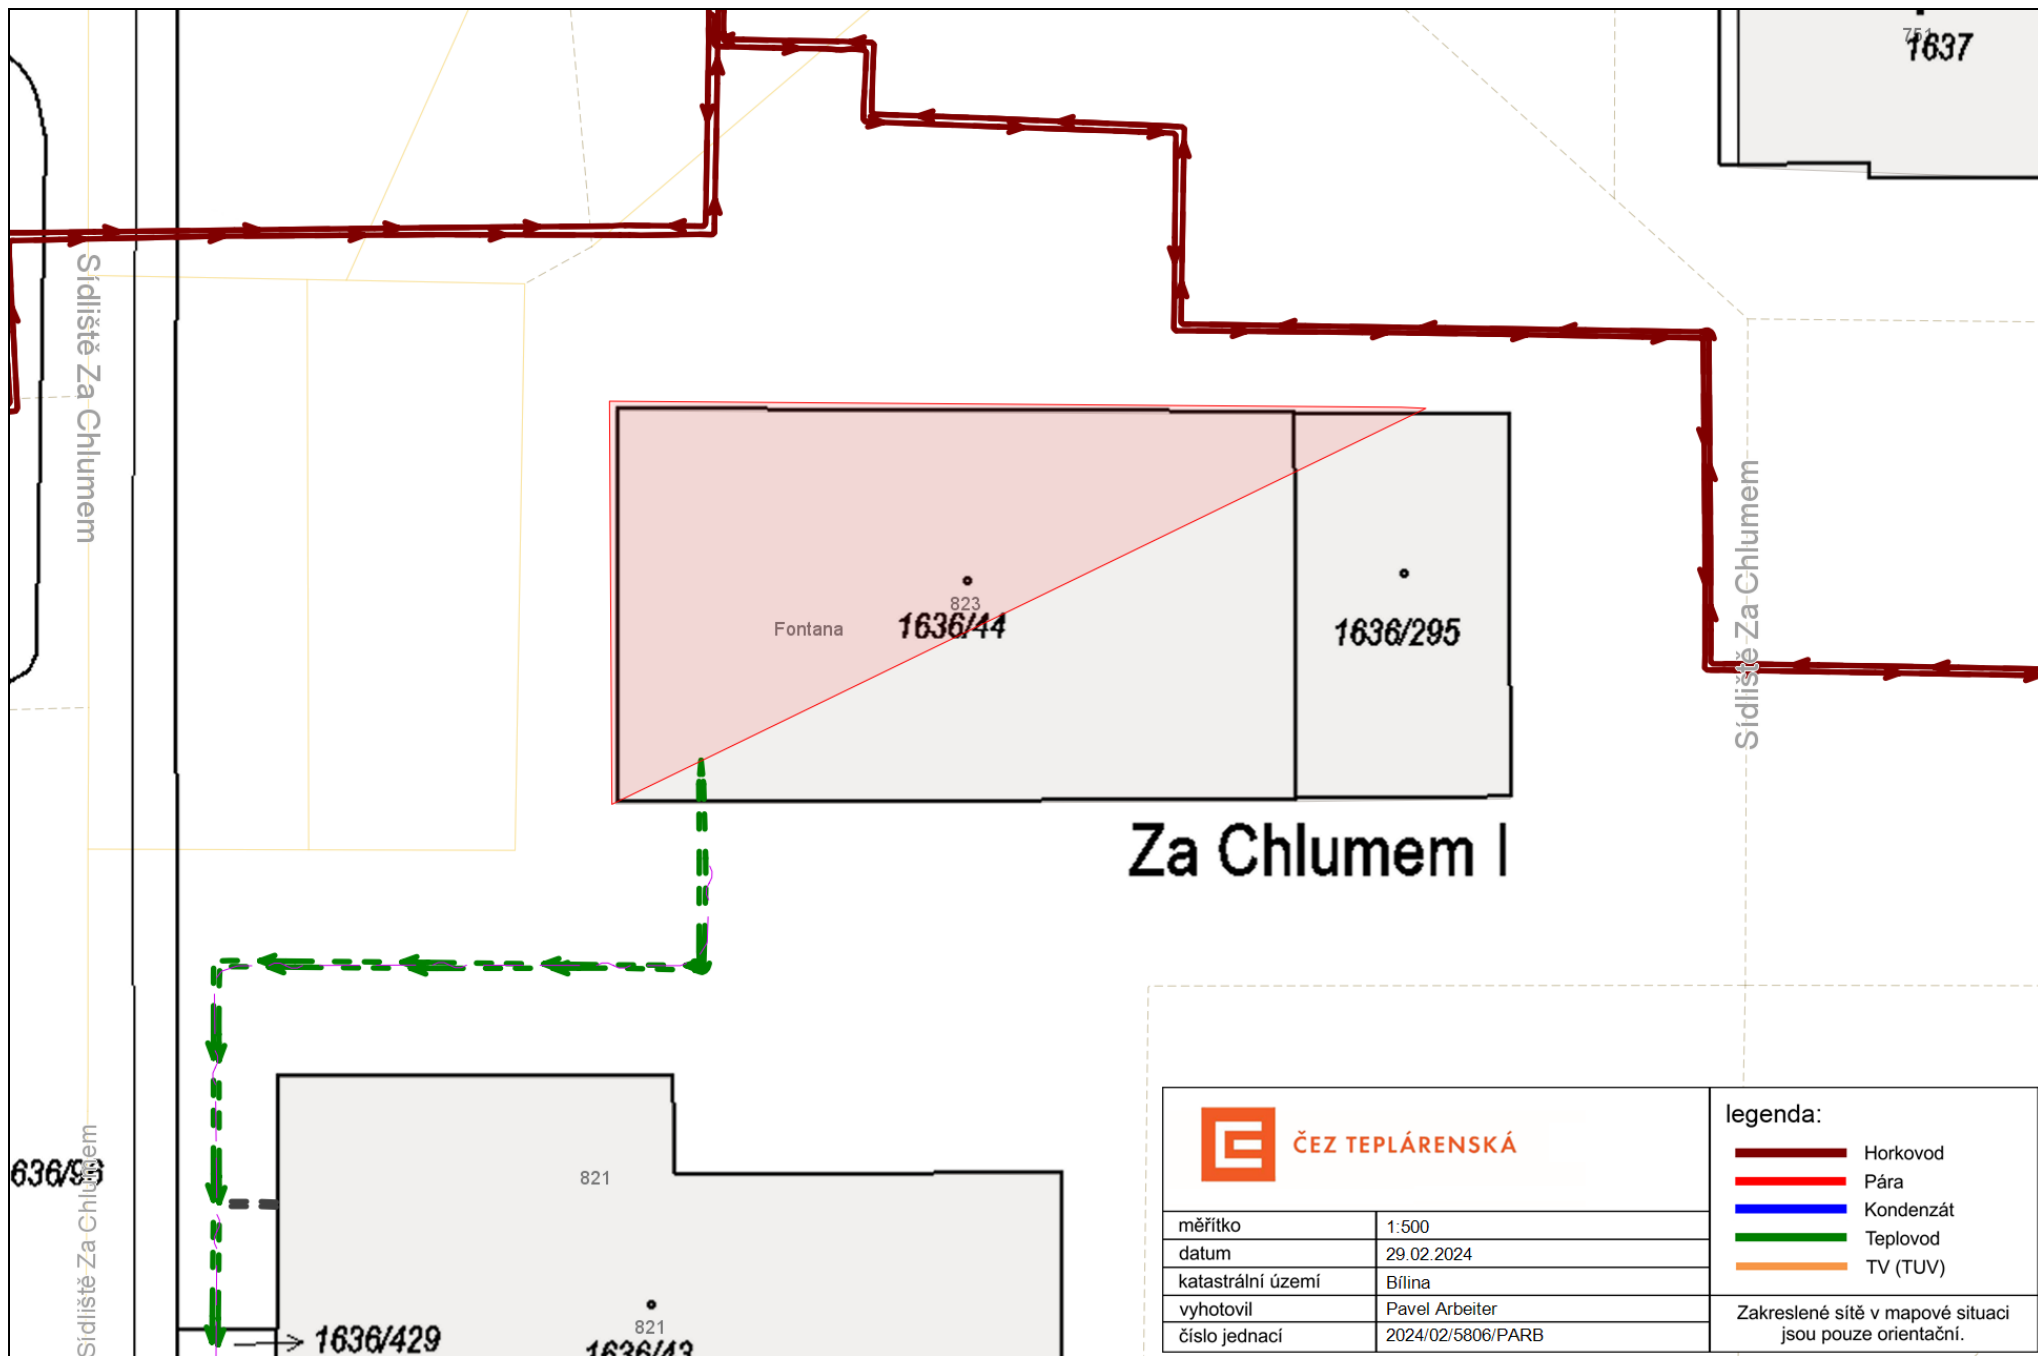 751
1637
Sídliště Za Chlumem
823
Fontana
1636/44
1636/295
Sídliště Za Chlumem
Za Chlumem I
636/96
Sídliště Za Chlumem
821
821
1636/429
1636/43
ČEZ TEPLÁRENSKÁ
měřítko 1:500
datum 29.02.2024
katastrální území Bílina
vyhotovil Pavel Arbeiter
číslo jednací 2024/02/5806/PARB
legenda:
Horkovod
Pára
Kondenzát
Teplovod
TV (TUV)
Zakreslené sítě v mapové situaci
jsou pouze orientační.